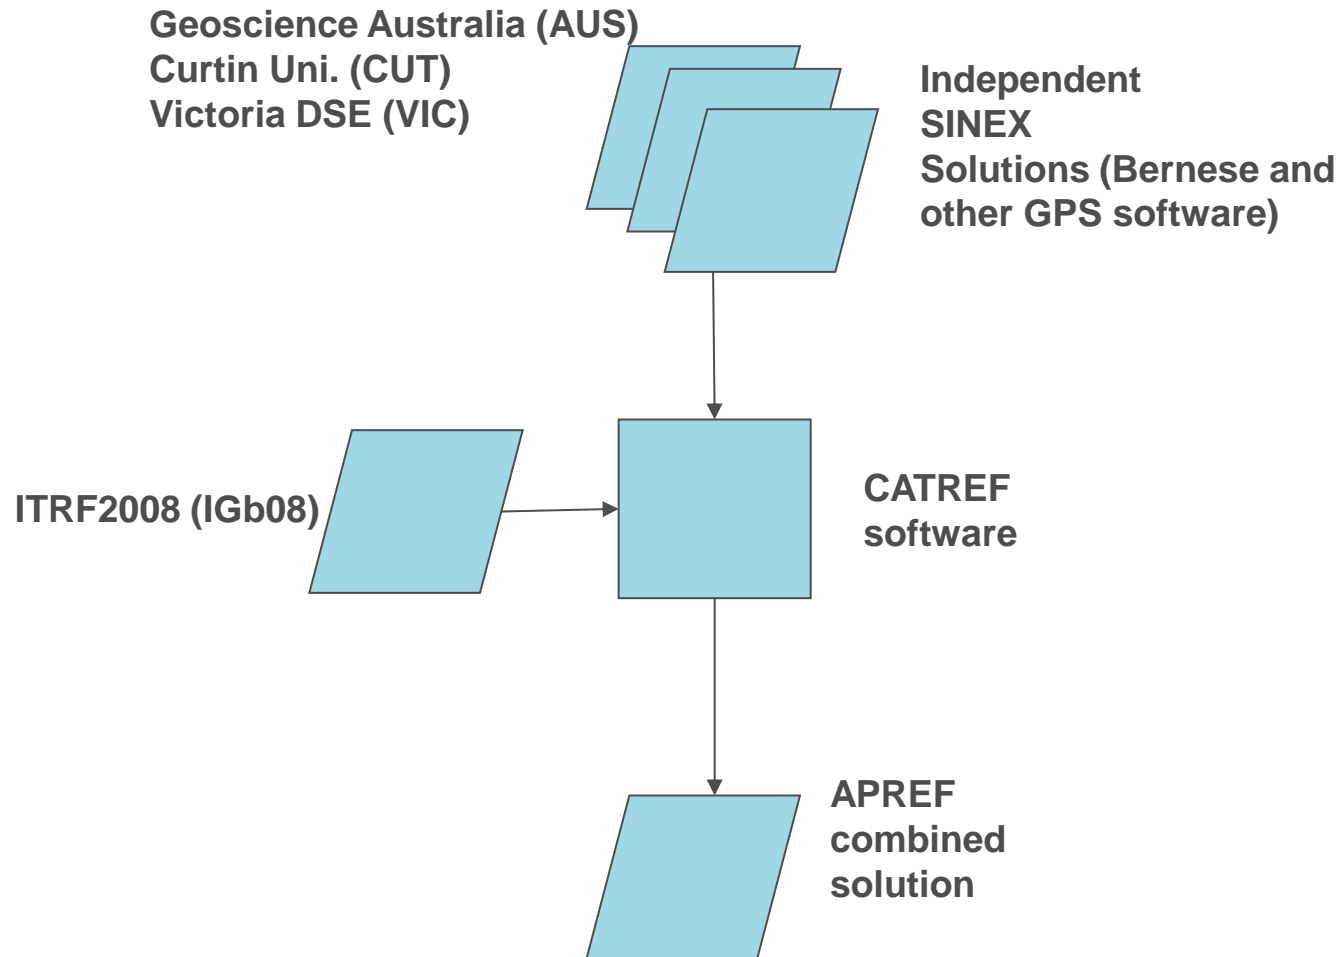 Geoscience Australia (AUS)
Curtin Uni. (CUT)
Victoria DSE (VIC)
Independent
SINEX
Solutions (Bernese and
other GPS software)
ITRF2008 (IGb08)
CATREF
software
APREF
combined
solution